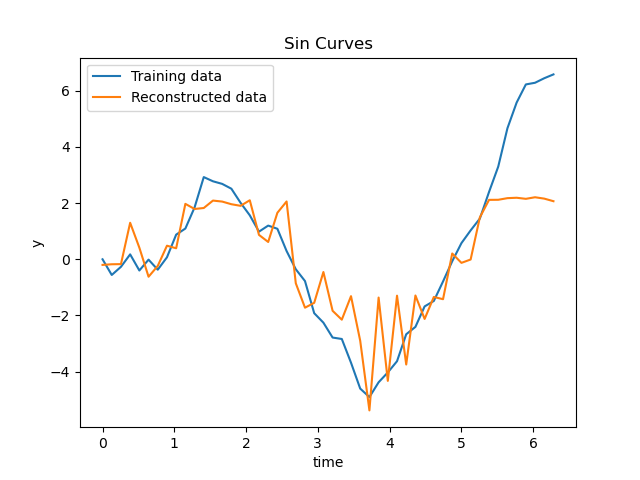 Sin Curves
Training data
Reconstructed data
y
6
4
2
0
−2
−4
0 1 2 3 4 5 6
time